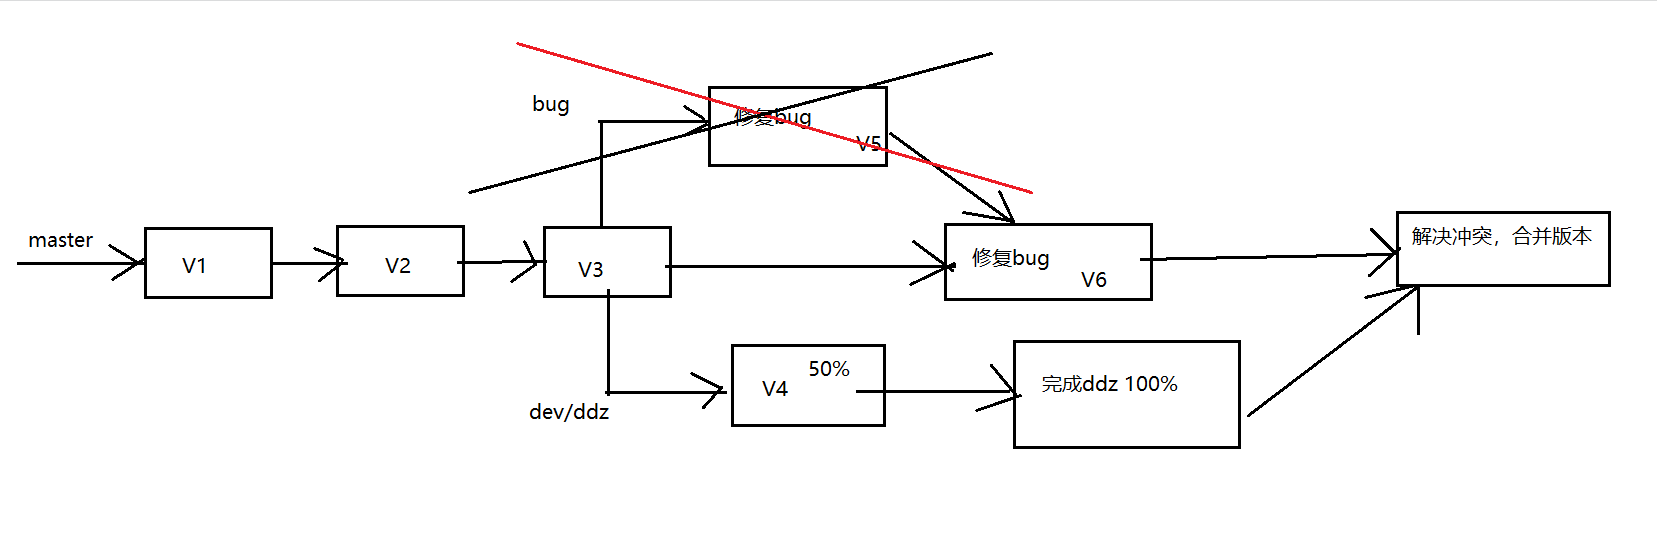 bug
修复bug
V5
master
V1
V2
V3
修复bug
V6
解决冲突，合并版本
50%
V4
完成ddz 100%
dev/ddz